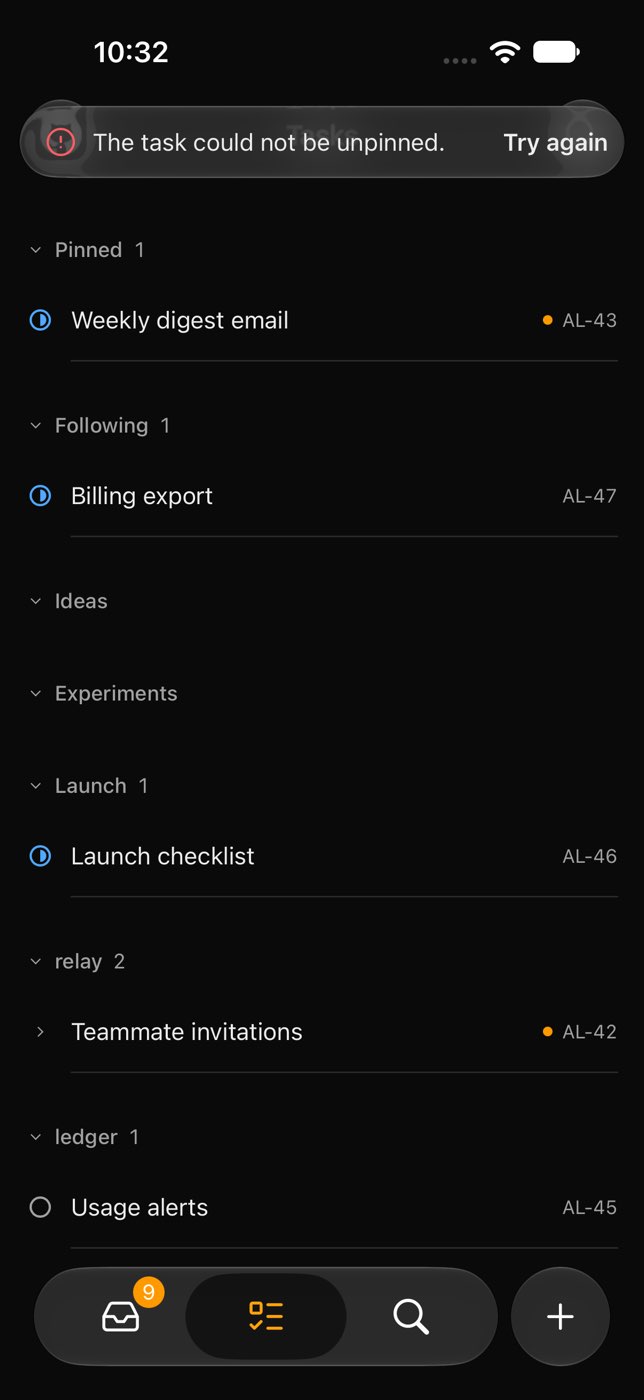 10:32
Tasks
The task could not be unpinned. Try again
Pinned 1
Weekly digest email AL-43
Following 1
Billing export AL-47
Ideas
Experiments
Launch 1
Launch checklist AL-46
relay 2
Teammate invitations AL-42
ledger 1
Usage alerts AL-45
9